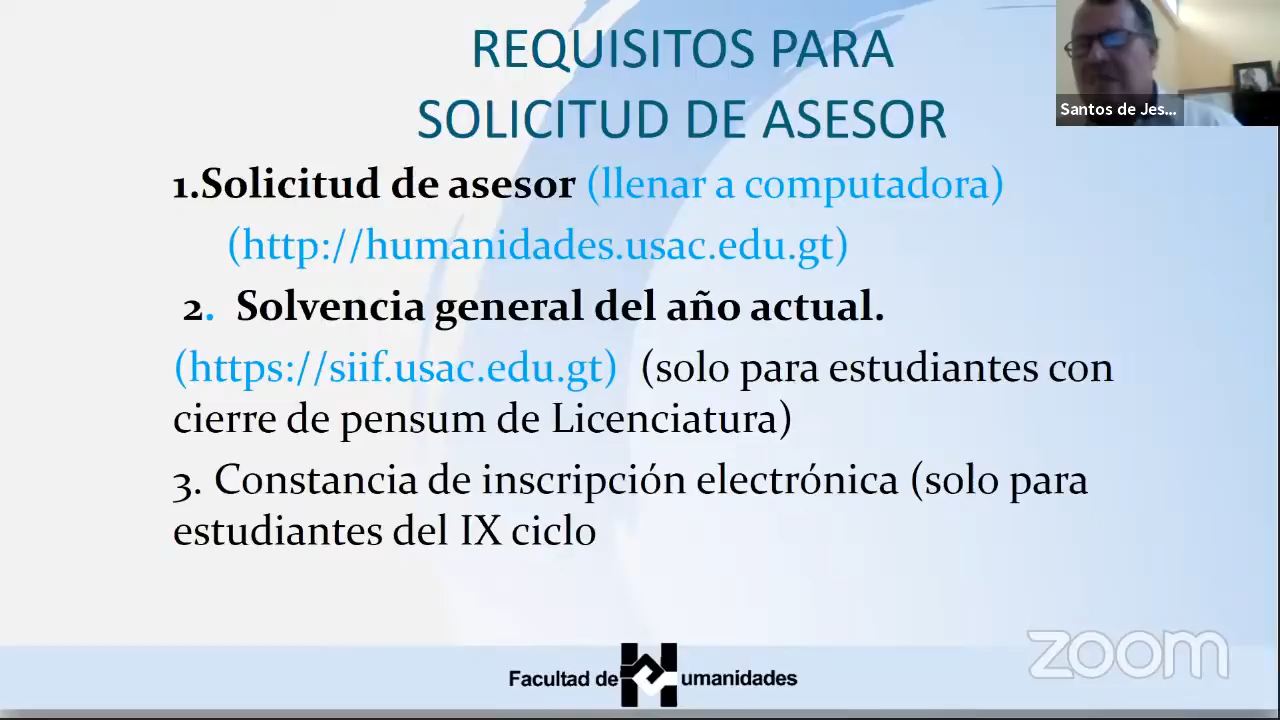 REQUISITOS PARA
SOLICITUD DE ASESOR
Santos de Jes...
1.Solicitud de asesor (llenar a computadora)
(http://humanidades.usac.edu.gt)
2. Solvencia general del año actual.
(https://siif.usac.edu.gt) (solo para estudiantes con
cierre de pensum de Licenciatura)
3. Constancia de inscripción electrónica (solo para
estudiantes del IX ciclo
zoom
Facultad de Humanidades